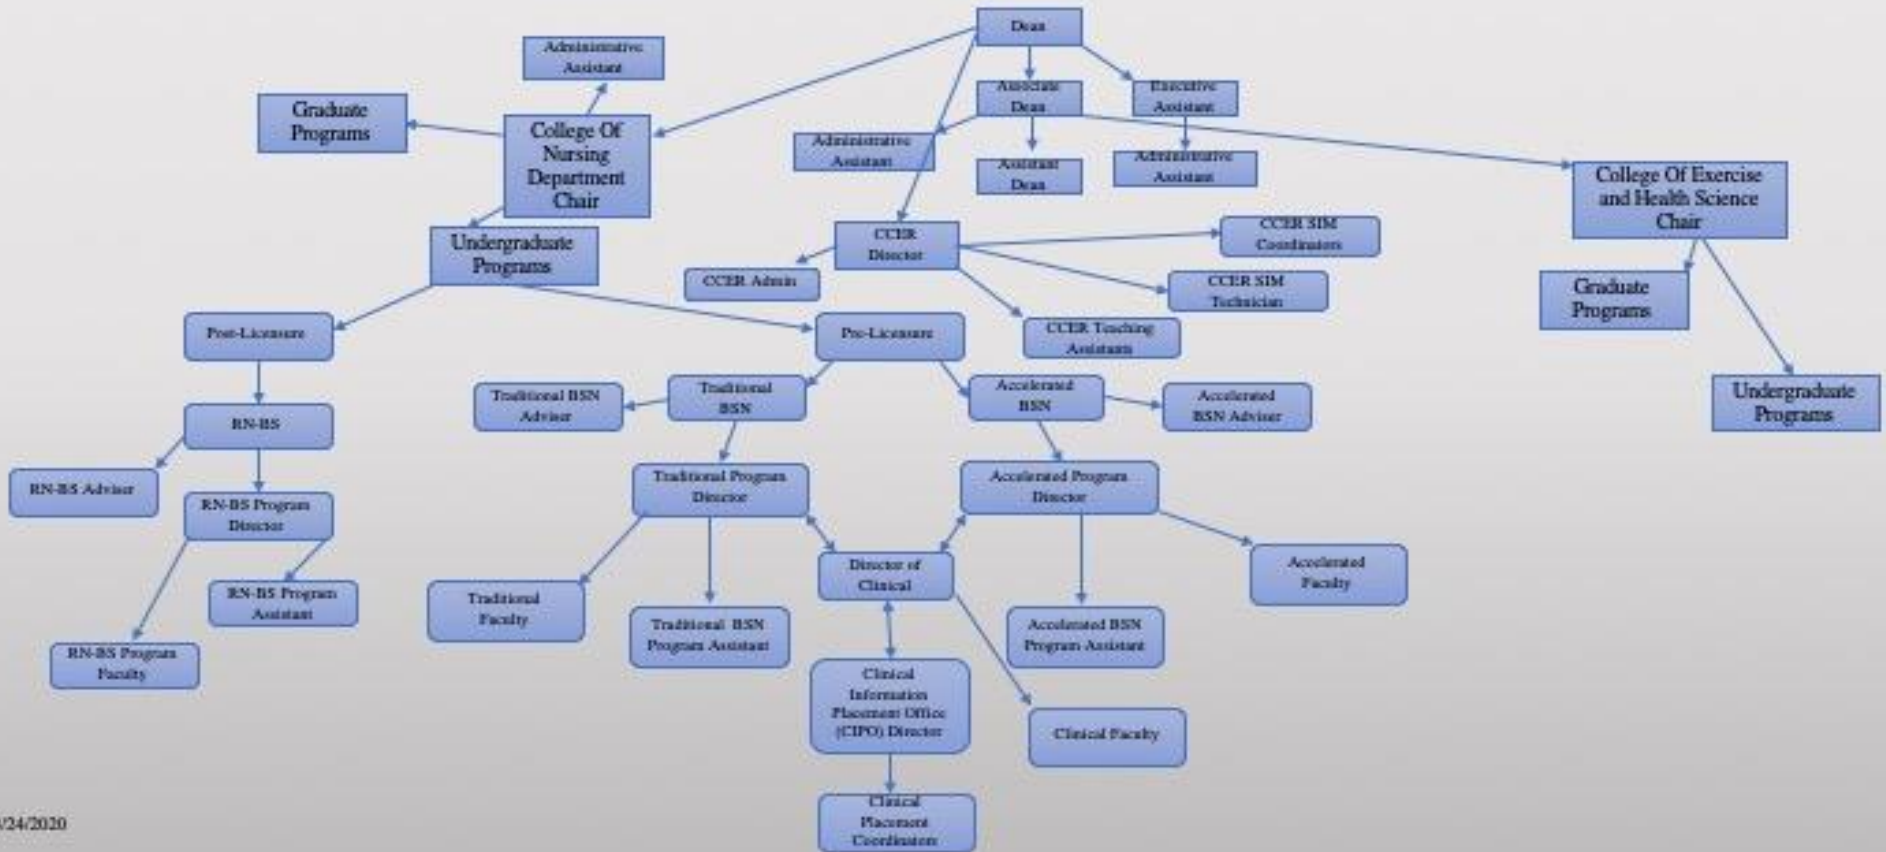 Dean
Administrative
Assistant
Associate
Dean
Executive
Assistant
Graduate
Programs
College Of
Nursing
Department
Chair
Administrative
Assistant
Assistant
Dean
Administrative
Assistant
College Of Exercise
and Health Science
Chair
Undergraduate
Programs
CCER
Director
CCER SIM
Coordinators
CCER Admin
CCER SIM
Technician
Graduate
Programs
Post-Licensure
Pre-Licensure
CCER Teaching
Assistants
Traditional BSN
Adviser
Traditional
BSN
Accelerated
BSN
Accelerated
BSN Adviser
Undergraduate
Programs
RN-BS
RN-BS Adviser
RN-BS Program
Director
Traditional Program
Director
Accelerated Program
Director
RN-BS Program
Assistant
Traditional
Faculty
Director of
Clinical
Accelerated
Faculty
RN-BS Program
Faculty
Traditional BSN
Program Assistant
Accelerated BSN
Program Assistant
Clinical
Information
Placement Office
(CIPO) Director
Clinical Faculty
Clinical
Placement
Coordinators
/24/2020